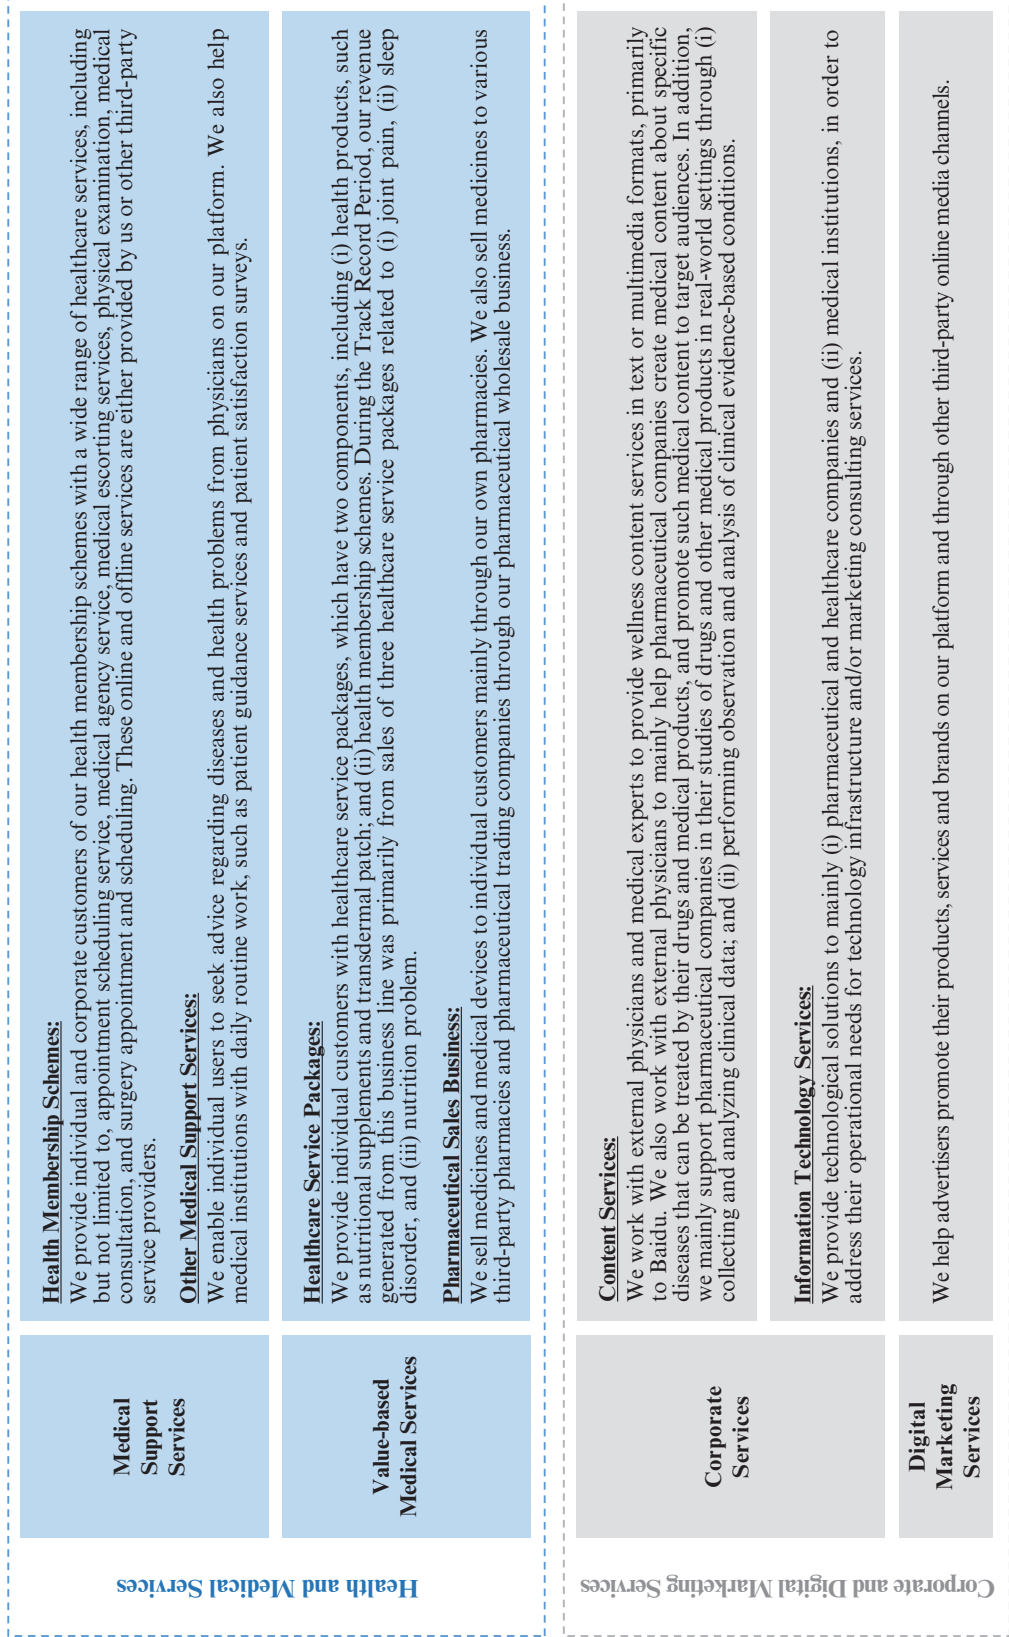 Health and Medical Services
Medical
Support
Services
Health Membership Schemes:
We provide individual and corporate customers of our health membership schemes with a wide range of healthcare services, including
but not limited to, appointment scheduling service, medical agency service, medical escorting services, physical examination, medical
consultation, and surgery appointment and scheduling. These online and offline services are either provided by us or other third-party
service providers.
Other Medical Support Services:
We enable individual users to seek advice regarding diseases and health problems from physicians on our platform. We also help
medical institutions with daily routine work, such as patient guidance services and patient satisfaction surveys.
Value-based
Medical Services
Healthcare Service Packages:
We provide individual customers with healthcare service packages, which have two components, including (i) health products, such
as nutritional supplements and transdermal patch; and (ii) health membership schemes. During the Track Record Period, our revenue
generated from this business line was primarily from sales of three healthcare service packages related to (i) joint pain, (ii) sleep
disorder, and (iii) nutrition problem.
Pharmaceutical Sales Business:
We sell medicines and medical devices to individual customers mainly through our own pharmacies. We also sell medicines to various
third-party pharmacies and pharmaceutical trading companies through our pharmaceutical wholesale business.
Corporate and Digital Marketing Services
Corporate
Services
Content Services:
We work with external physicians and medical experts to provide wellness content services in text or multimedia formats, primarily
to Baidu. We also work with external physicians to mainly help pharmaceutical companies create medical content about specific
diseases that can be treated by their drugs and medical products, and promote such medical content to target audiences. In addition,
we mainly support pharmaceutical companies in their studies of drugs and other medical products in real-world settings through (i)
collecting and analyzing clinical data; and (ii) performing observation and analysis of clinical evidence-based conditions.
Information Technology Services:
We provide technological solutions to mainly (i) pharmaceutical and healthcare companies and (ii) medical institutions, in order to
address their operational needs for technology infrastructure and/or marketing consulting services.
Digital
Marketing
Services
We help advertisers promote their products, services and brands on our platform and through other third-party online media channels.